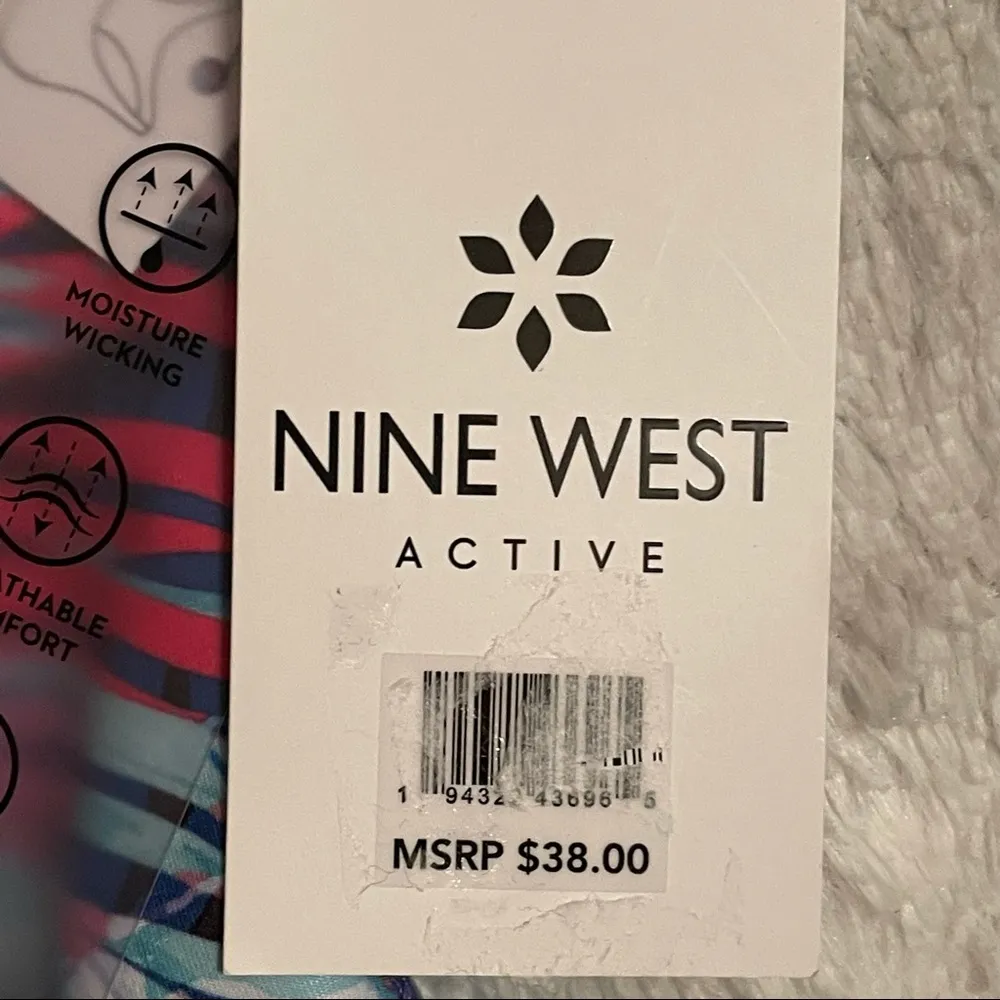 MOISTURE
WICKING
NINE WEST
ACTIVE
MSRP $38.00